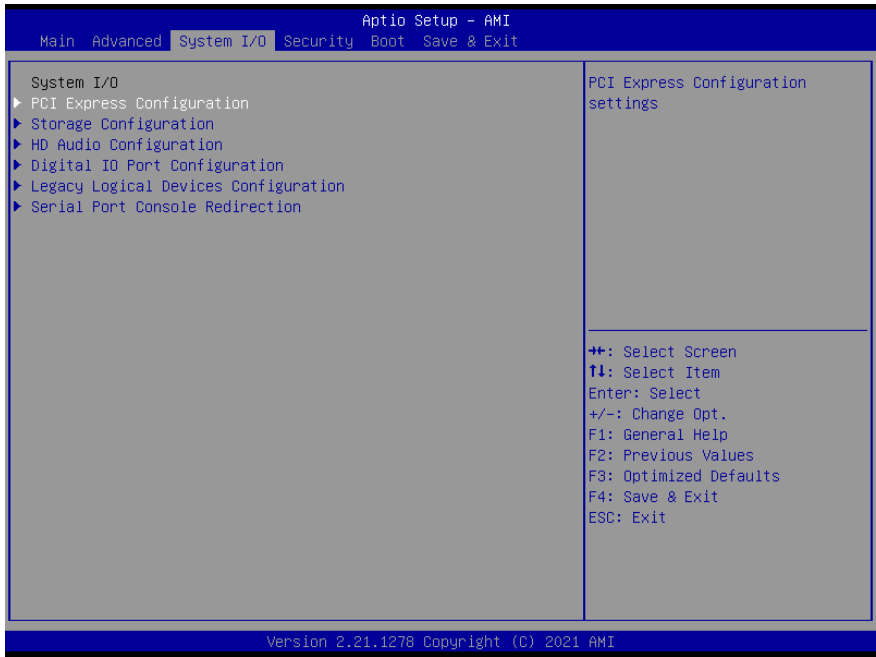 Aptio Setup – AMI
Main Advanced System I/O Security Boot Save & Exit
System I/O
▶ PCI Express Configuration
▶ Storage Configuration
▶ HD Audio Configuration
▶ Digital IO Port Configuration
▶ Legacy Logical Devices Configuration
▶ Serial Port Console Redirection
PCI Express Configuration
settings
→←: Select Screen
↑↓: Select Item
Enter: Select
+/-: Change Opt.
F1: General Help
F2: Previous Values
F3: Optimized Defaults
F4: Save & Exit
ESC: Exit
Version 2.21.1278 Copyright (C) 2021 AMI